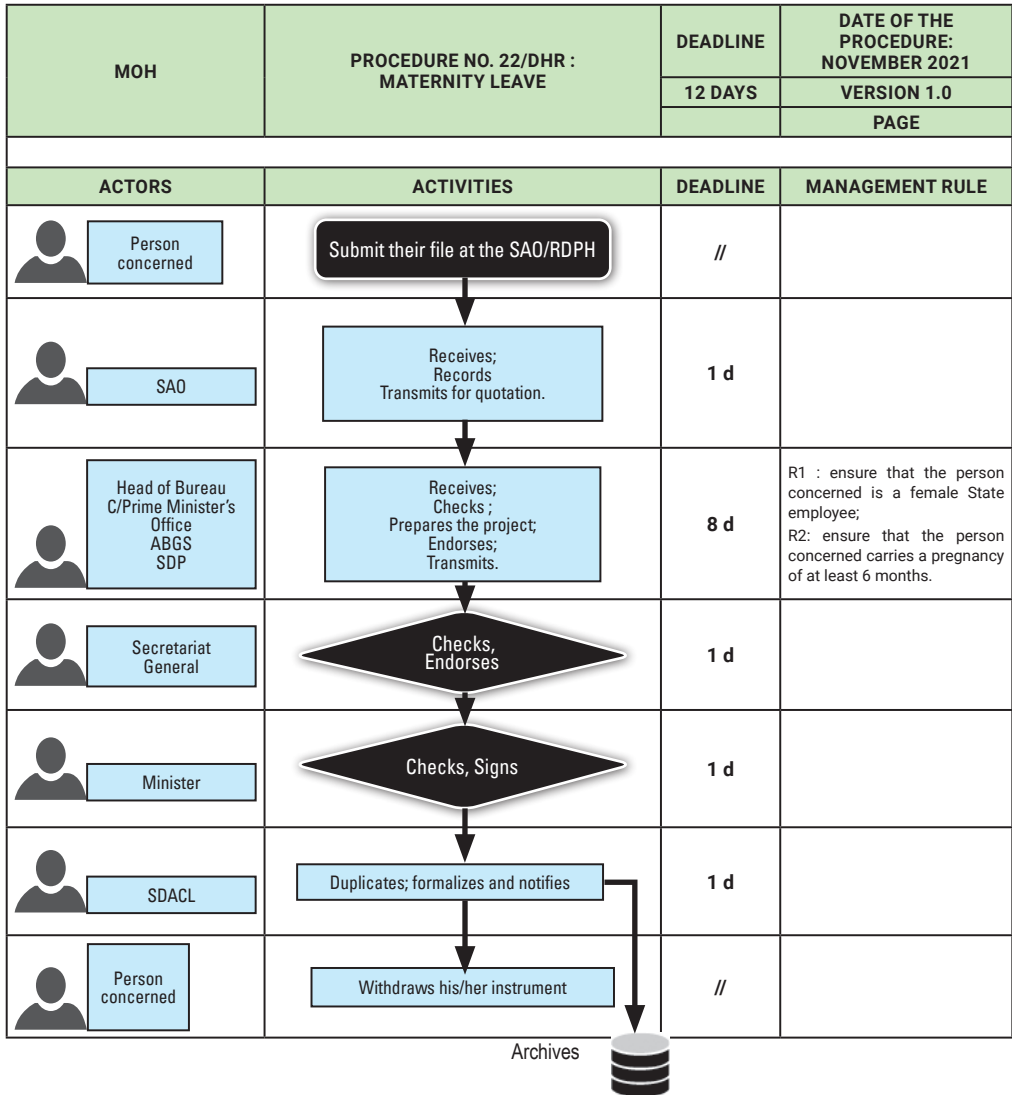 MOH
PROCEDURE NO. 22/DHR :
MATERNITY LEAVE
DEADLINE
DATE OF THE
PROCEDURE:
NOVEMBER 2021
12 DAYS
VERSION 1.0
PAGE
ACTORS
ACTIVITIES
DEADLINE
MANAGEMENT RULE
Person
concerned
Submit their file at the SAO/RDPH
//
SAO
Receives;
Records
Transmits for quotation.
1 d
Head of Bureau
C/Prime Minister's
Office
ABGS
SDP
Receives;
Checks ;
Prepares the project;
Endorses;
Transmits.
8 d
R1 : ensure that the person
concerned is a female State
employee;
R2: ensure that the person
concerned carries a pregnancy
of at least 6 months.
Secretariat
General
Checks,
Endorses
1 d
Minister
Checks, Signs
1 d
SDACL
Duplicates; formalizes and notifies
1 d
Person
concerned
Withdraws his/her instrument
//
Archives